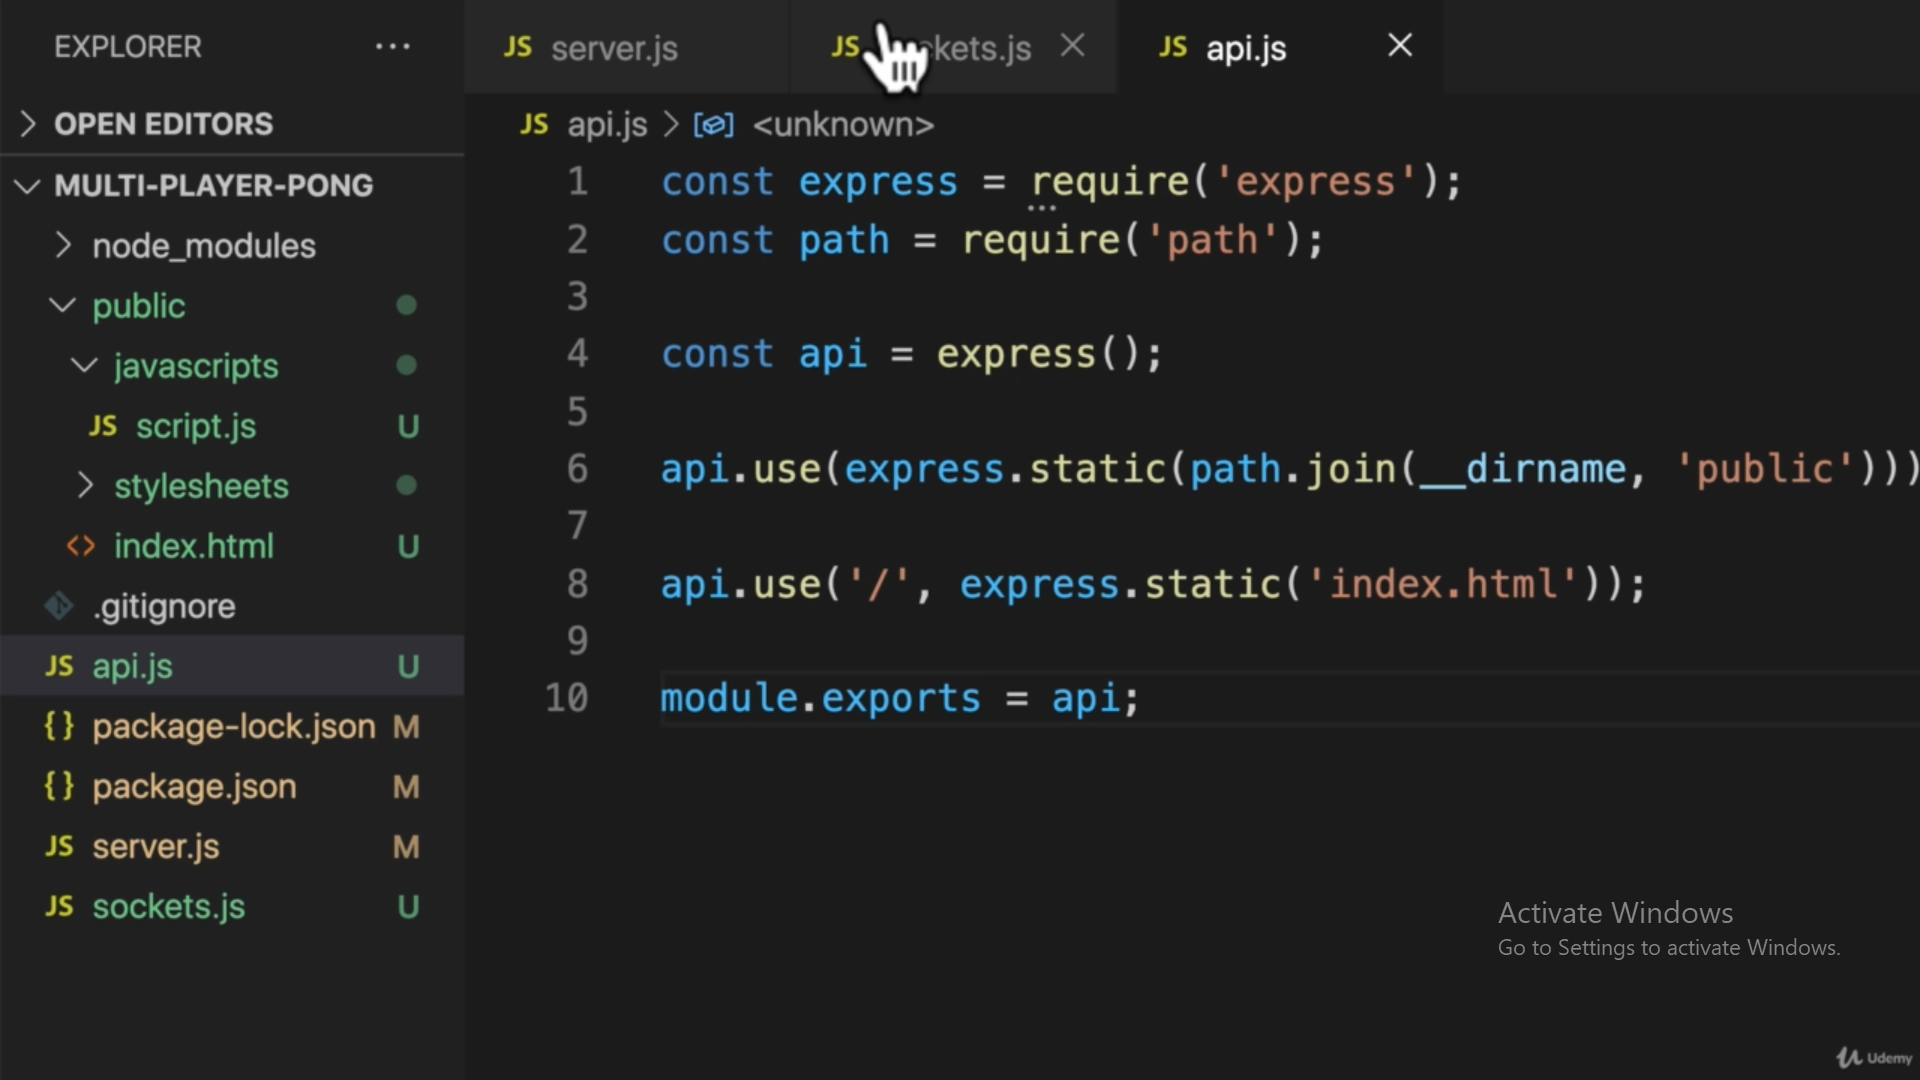 EXPLORER
OPEN EDITORS
MULTI-PLAYER-PONG
node_modules
public
javascripts
JS script.js U
stylesheets
<> index.html U
.gitignore
JS api.js U
{} package-lock.json M
{} package.json M
JS server.js M
JS sockets.js U
JS server.js
JS kets.js
JS api.js
JS api.js > <unknown>
1 const express = require('express');
2 const path = require('path');
3
4 const api = express();
5
6 api.use(express.static(path.join(__dirname, 'public')))
7
8 api.use('/', express.static('index.html'));
9
10 module.exports = api;
Activate Windows
Go to Settings to activate Windows.
Udemy